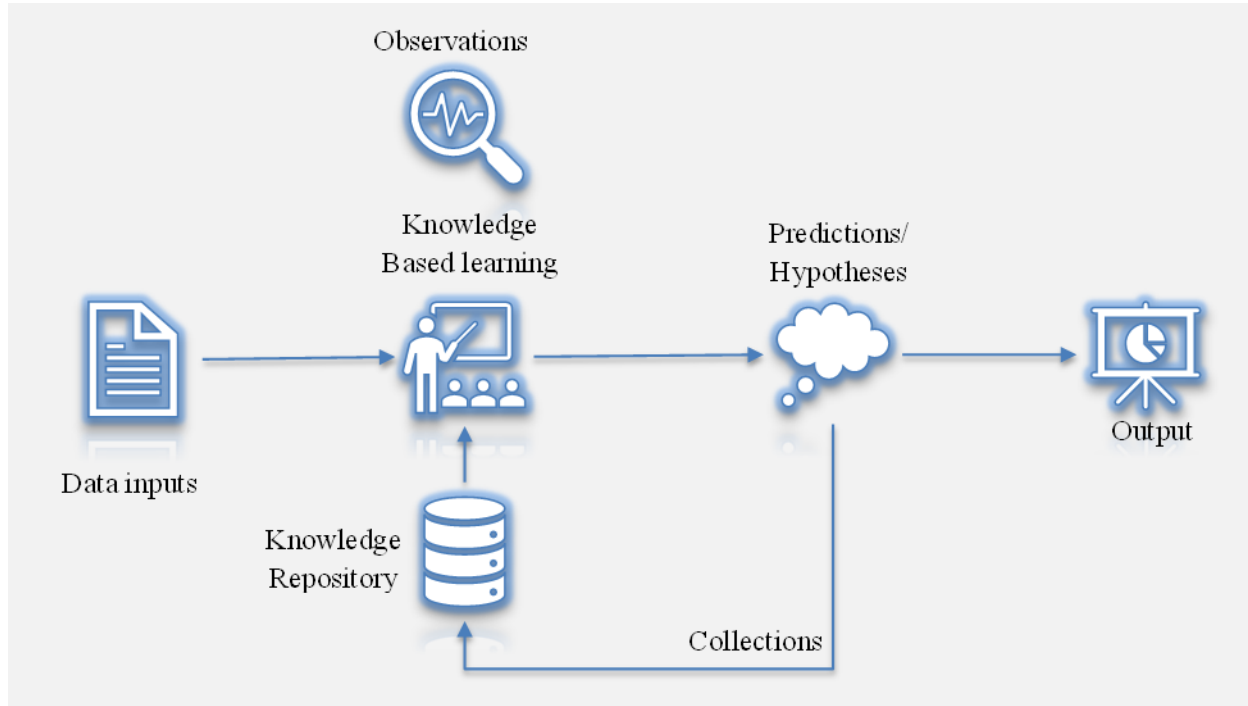 Observations
Knowledge
Based learning
Predictions/
Hypotheses
Output
Data inputs
Knowledge
Repository
Collections